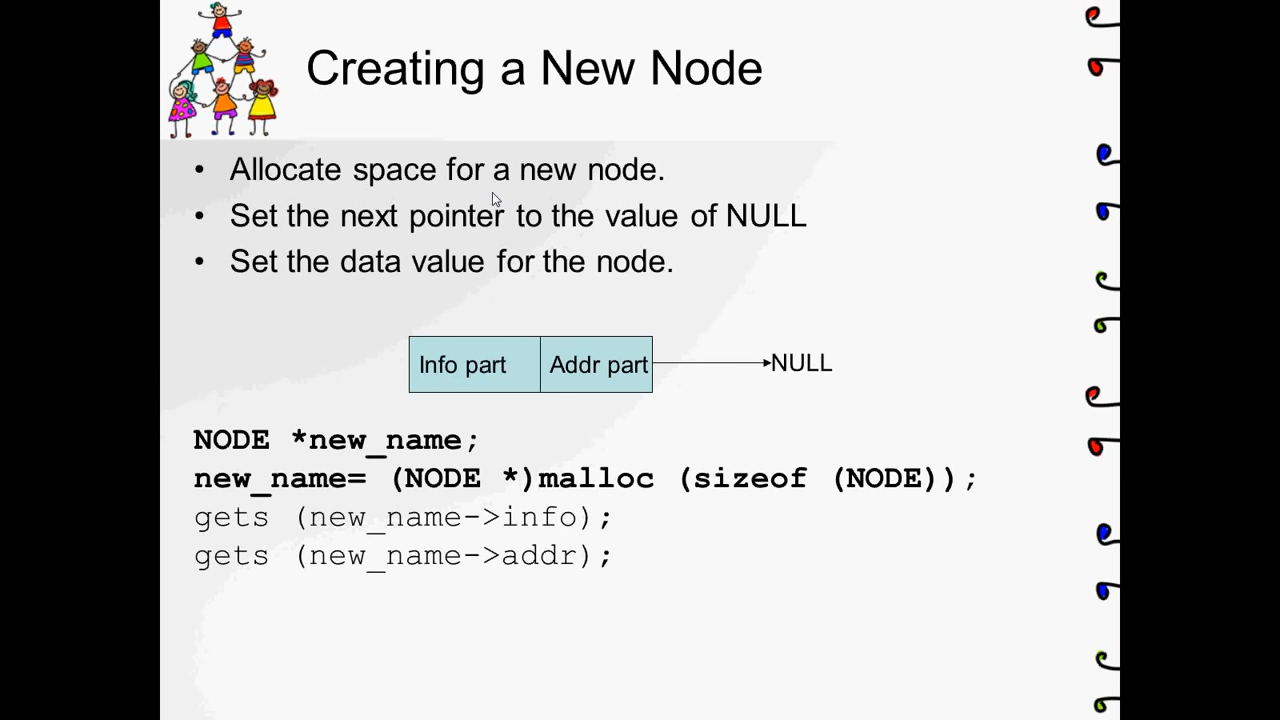 Creating a New Node
• Allocate space for a new node.
• Set the next pointer to the value of NULL
• Set the data value for the node.
Info part Addr part NULL
NODE *new_name;
new_name= (NODE *)malloc (sizeof (NODE));
gets (new_name->info);
gets (new_name->addr);